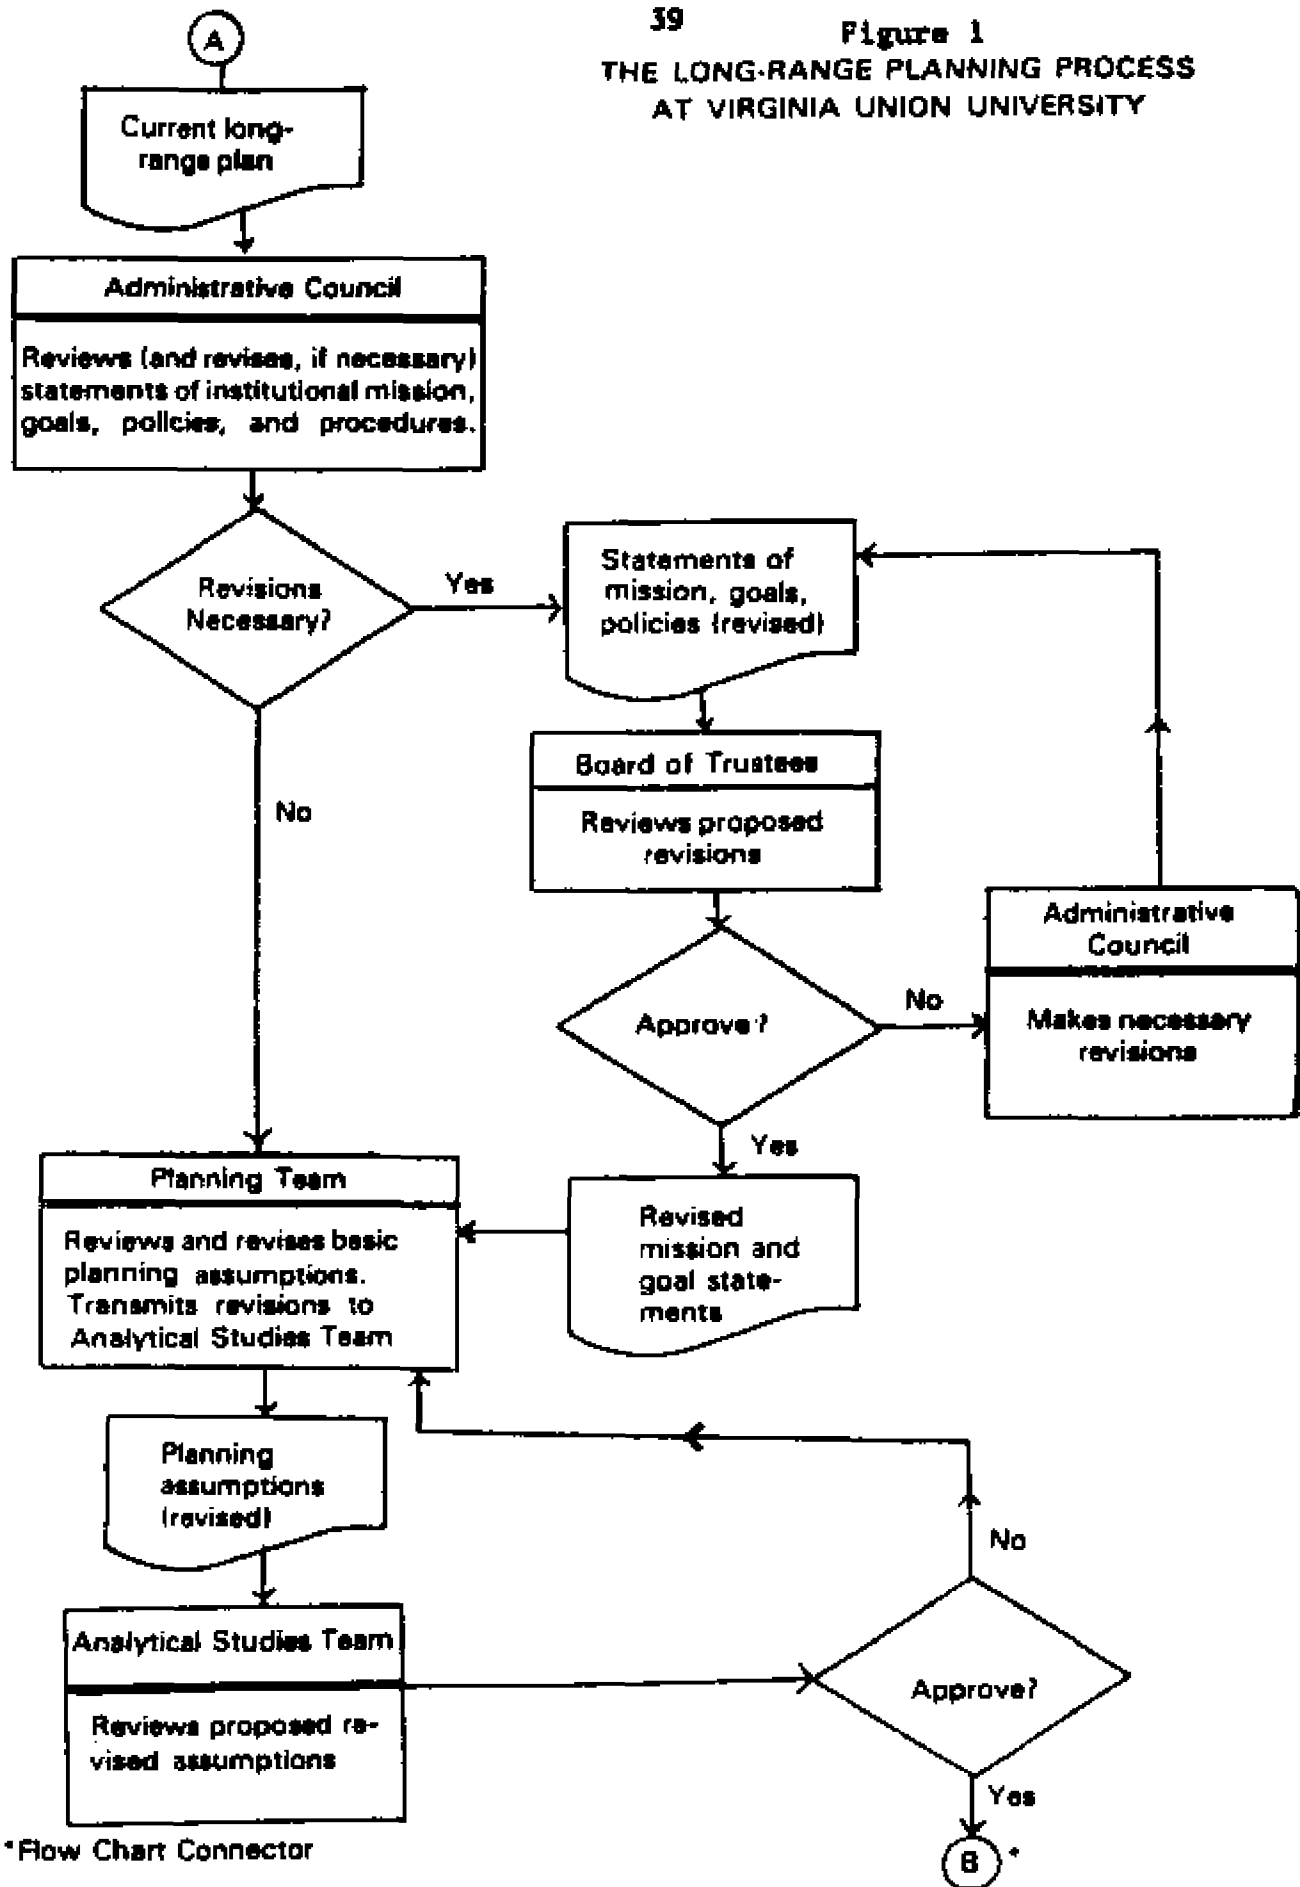 39
Figure 1
THE LONG-RANGE PLANNING PROCESS
AT VIRGINIA UNION UNIVERSITY
A
Current long-
range plan
Administrative Council
Reviews (and revises, if necessary)
statements of institutional mission,
goals, policies, and procedures.
Revisions
Necessary?
Yes
Statements of
mission, goals,
policies (revised)
Board of Trustees
Reviews proposed
revisions
No
Approve?
No
Administrative
Council
Makes necessary
revisions
Yes
Revised
mission and
goal state-
ments
Planning Team
Reviews and revises basic
planning assumptions.
Transmits revisions to
Analytical Studies Team
Planning
assumptions
(revised)
No
Analytical Studies Team
Reviews proposed re-
vised assumptions
Approve?
Yes
B *
*Flow Chart Connector